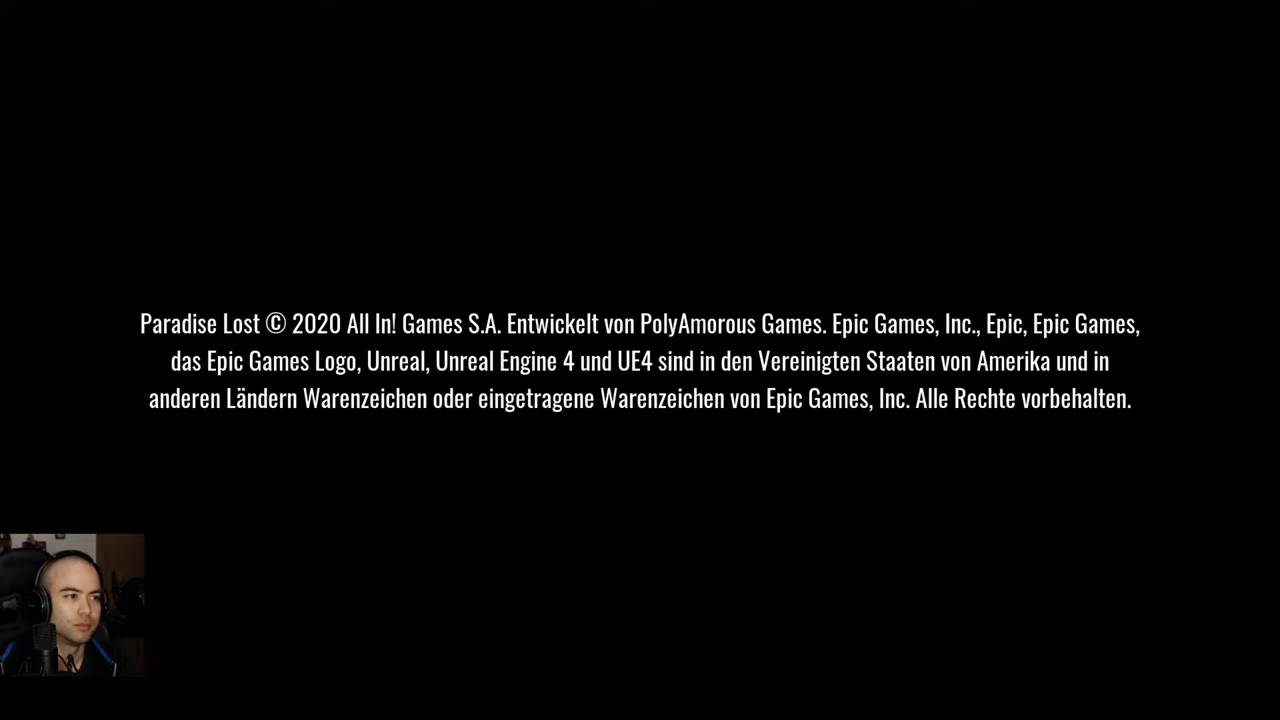 Paradise Lost © 2020 All In! Games S.A. Entwickelt von PolyAmorous Games. Epic Games, Inc., Epic, Epic Games,
das Epic Games Logo, Unreal, Unreal Engine 4 und UE4 sind in den Vereinigten Staaten von Amerika und in
anderen Ländern Warenzeichen oder eingetragene Warenzeichen von Epic Games, Inc. Alle Rechte vorbehalten.